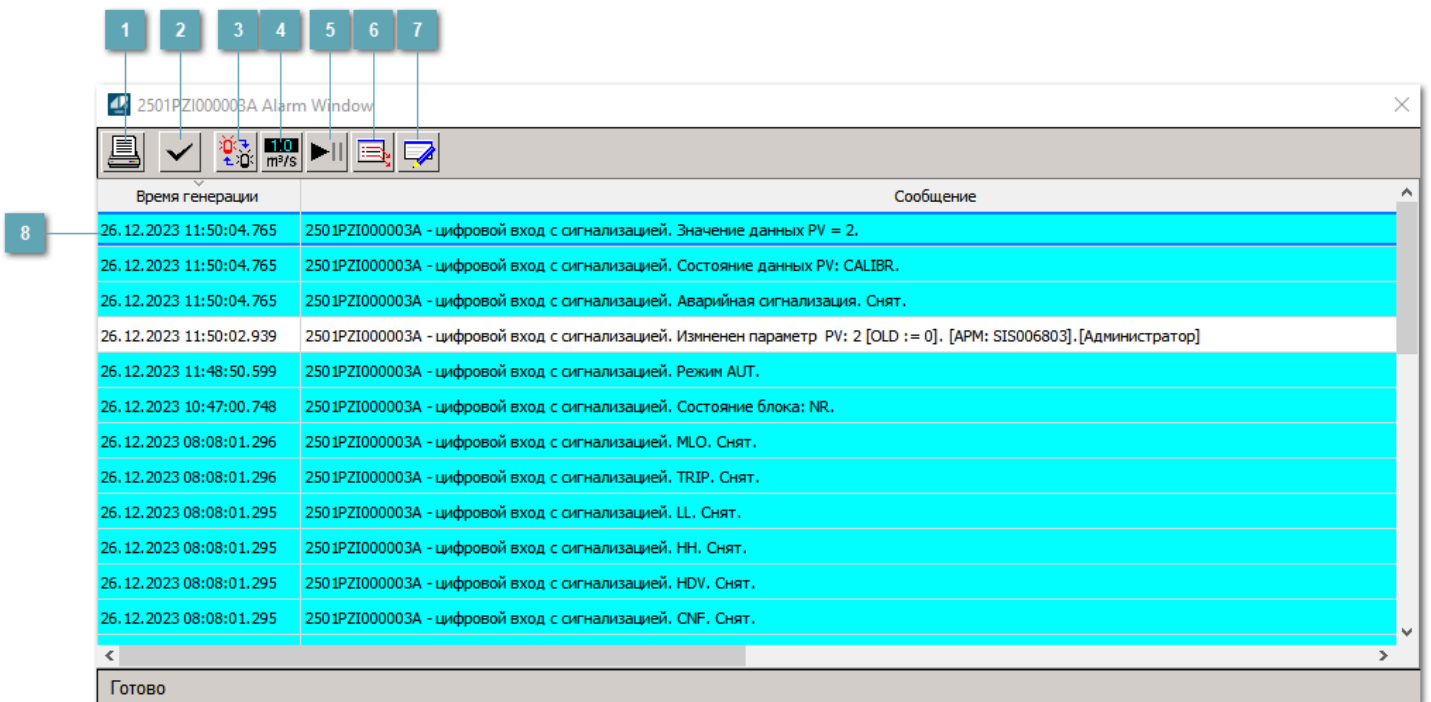 1 2 3 4 5 6 7
2501PZI000003A Alarm Window
1.0
m³/s
Время генерации Сообщение
8
26.12.2023 11:50:04.765 2501PZI000003A - цифровой вход с сигнализацией. Значение данных PV = 2.
26.12.2023 11:50:04.765 2501PZI000003A - цифровой вход с сигнализацией. Состояние данных PV: CALIBR.
26.12.2023 11:50:04.765 2501PZI000003A - цифровой вход с сигнализацией. Аварийная сигнализация. Снят.
26.12.2023 11:50:02.939 2501PZI000003A - цифровой вход с сигнализацией. Измненен параметр PV: 2 [OLD := 0]. [АРМ: SIS006803].[Администратор]
26.12.2023 11:48:50.599 2501PZI000003A - цифровой вход с сигнализацией. Режим AUT.
26.12.2023 10:47:00.748 2501PZI000003A - цифровой вход с сигнализацией. Состояние блока: NR.
26.12.2023 08:08:01.296 2501PZI000003A - цифровой вход с сигнализацией. MLO. Снят.
26.12.2023 08:08:01.296 2501PZI000003A - цифровой вход с сигнализацией. TRIP. Снят.
26.12.2023 08:08:01.295 2501PZI000003A - цифровой вход с сигнализацией. LL. Снят.
26.12.2023 08:08:01.295 2501PZI000003A - цифровой вход с сигнализацией. HH. Снят.
26.12.2023 08:08:01.295 2501PZI000003A - цифровой вход с сигнализацией. HDV. Снят.
26.12.2023 08:08:01.295 2501PZI000003A - цифровой вход с сигнализацией. CNF. Снят.
Готово